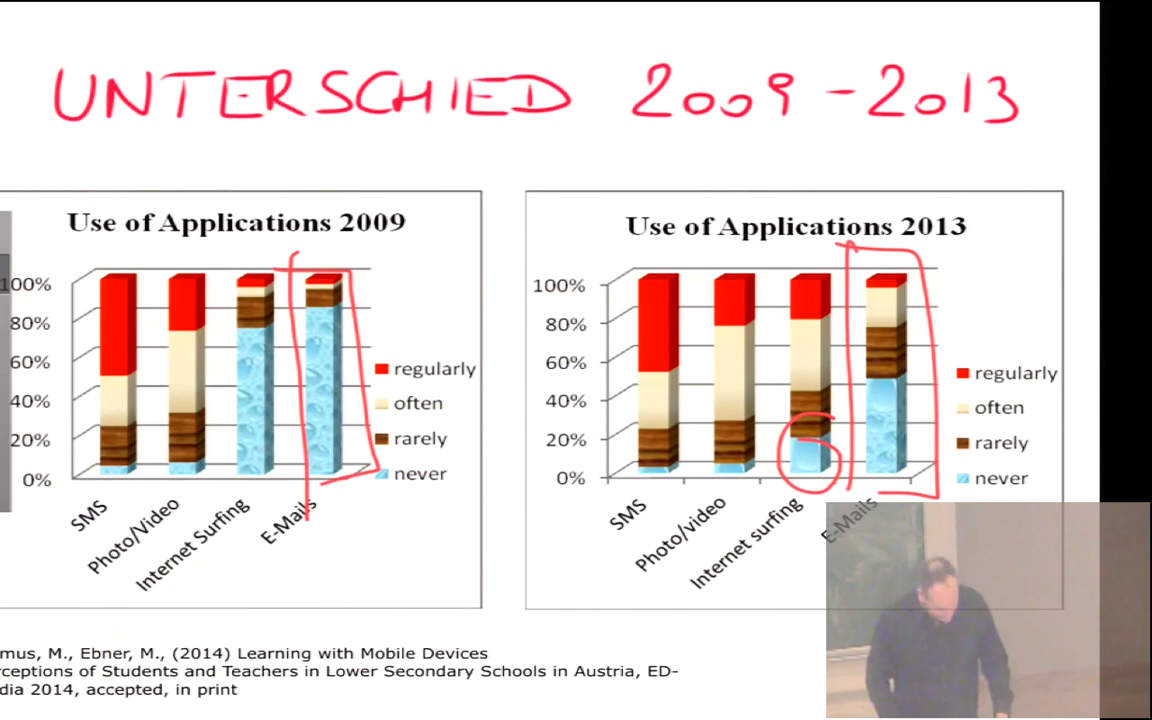 UNTERSCHIED 2009-2013
Use of Applications 2009
100%
80%
60%
40%
20%
0%
SMS
Photo/Video
Internet Surfing
E-Mails
regularly
often
rarely
never
Use of Applications 2013
100%
80%
60%
40%
20%
0%
SMS
Photo/video
Internet surfing
E-Mails
regularly
often
rarely
never
mus, M., Ebner, M., (2014) Learning with Mobile Devices
rceptions of Students and Teachers in Lower Secondary Schools in Austria, ED-
dia 2014, accepted, in print